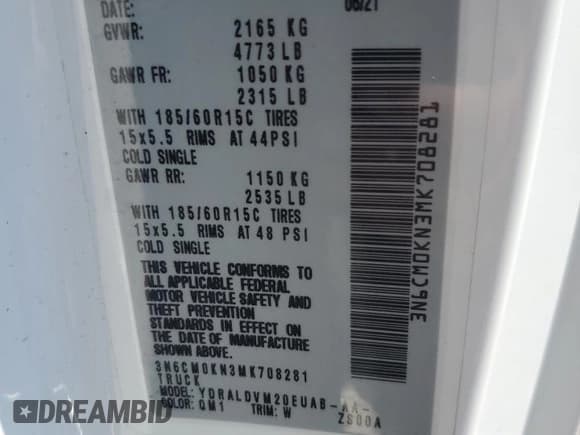 DATE: 06/21
GVWR: 2165 KG
4773 LB
GAWR FR: 1050 KG
2315 LB
WITH 185/60R15C TIRES
15x5.5 RIMS AT 44PSI
COLD SINGLE
GAWR RR: 1150 KG
2535 LB
WITH 185/60R15C TIRES
15x5.5 RIMS AT 48 PSI
COLD SINGLE
THIS VEHICLE CONFORMS TO
ALL APPLICABLE FEDERAL
MOTOR VEHICLE SAFETY AND
THEFT PREVENTION
STANDARDS IN EFFECT ON
THE DATE OF MANUFACTURE
SHOWN ABOVE.
3N6CM0KN3MK708281
TRUCK
MODEL: YDRALDVM20EUAB-AA-
COLOR: QM1 TRIM: W ZS00A
3N6CM0KN3MK708281
AUTOHELPERBOT.COM